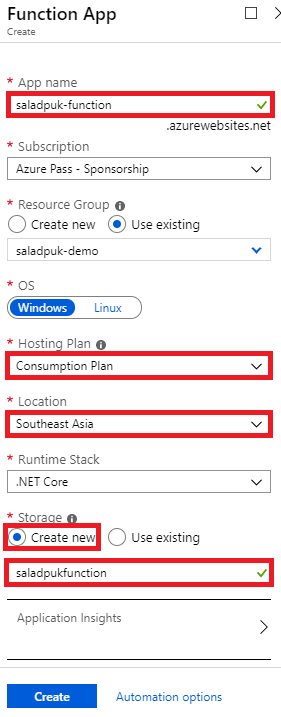 Function App
Create
* App name
saladpuk-function
.azurewebsites.net
* Subscription
Azure Pass - Sponsorship
* Resource Group
Create new Use existing
saladpuk-demo
* OS
Windows Linux
* Hosting Plan
Consumption Plan
* Location
Southeast Asia
* Runtime Stack
.NET Core
* Storage
Create new Use existing
saladpukfunction
Application Insights
Create Automation options